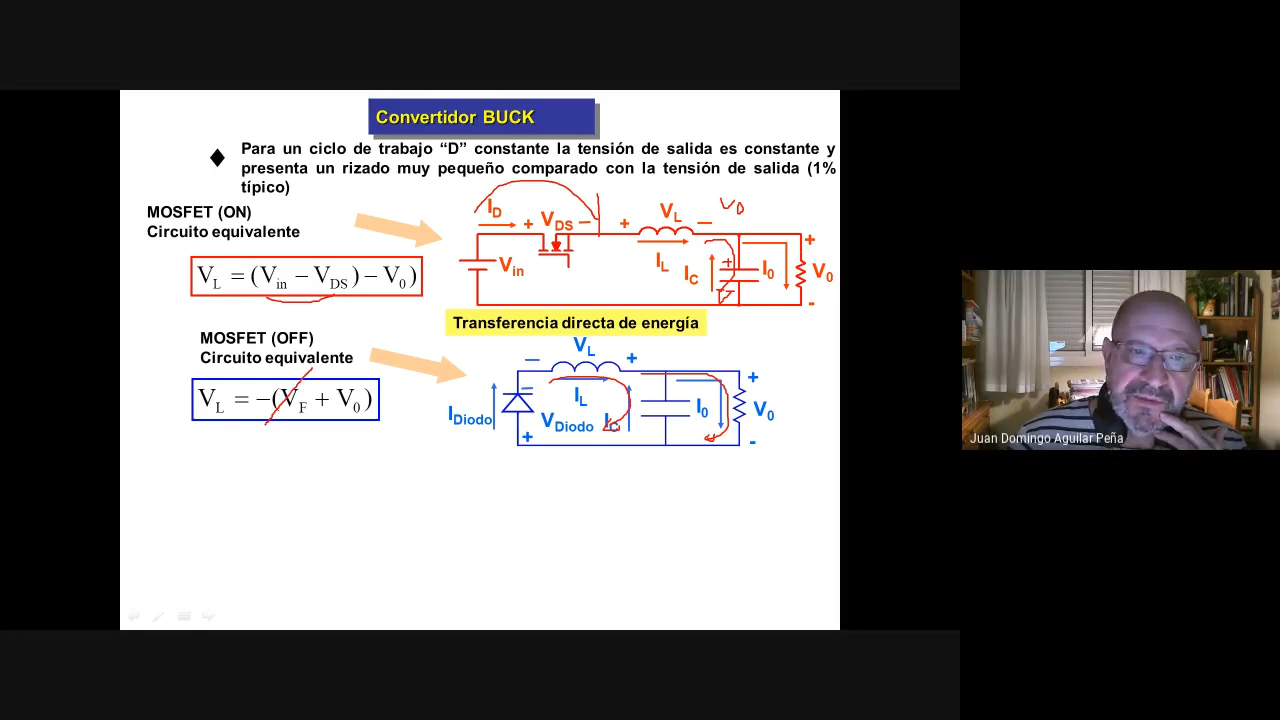 Convertidor BUCK
♦ Para un ciclo de trabajo “D” constante la tensión de salida es constante y
presenta un rizado muy pequeño comparado con la tensión de salida (1%
típico)
MOSFET (ON)
Circuito equivalente
V_L = (V_in − V_DS) − V_0)
I_D
+ V_DS −
+ V_L −
V_0
V_in
I_L
I_C
+
I_0
+
V_0
-
Transferencia directa de energía
MOSFET (OFF)
Circuito equivalente
V_L = −(V_F + V_0)
− V_L +
I_Diodo
−
+
I_L
V_Diodo
I_C
I_0
+
V_0
-
Juan Domingo Aguilar Peña